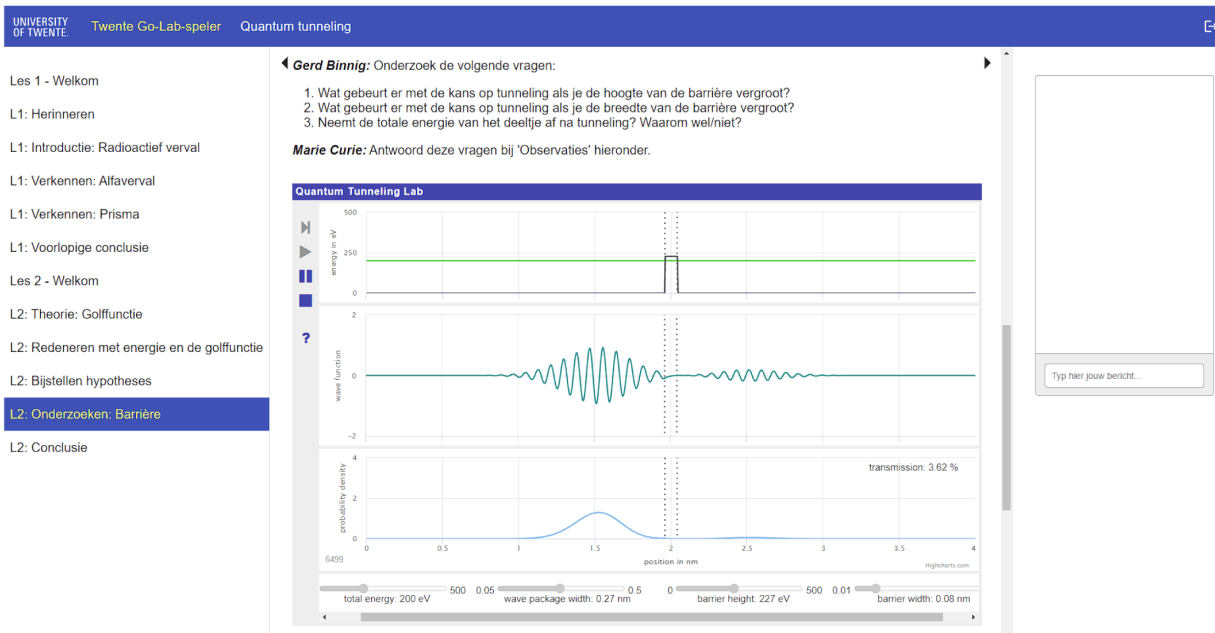 UNIVERSITY
OF TWENTE.
Twente Go-Lab-speler
Quantum tunneling
Les 1 - Welkom
L1: Herinneren
L1: Introductie: Radioactief verval
L1: Verkennen: Alfaverval
L1: Verkennen: Prisma
L1: Voorlopige conclusie
Les 2 - Welkom
L2: Theorie: Golffunctie
L2: Redeneren met energie en de golffunctie
L2: Bijstellen hypotheses
L2: Onderzoeken: Barrière
L2: Conclusie
Gerd Binnig: Onderzoek de volgende vragen:
1. Wat gebeurt er met de kans op tunneling als je de hoogte van de barrière vergroot?
2. Wat gebeurt er met de kans op tunneling als je de breedte van de barrière vergroot?
3. Neemt de totale energie van het deeltje af na tunneling? Waarom wel/niet?
Marie Curie: Antwoord deze vragen bij 'Observaties' hieronder.
Quantum Tunneling Lab
?
energy in eV
500
250
0
wave function
2
0
-2
probability density
4
2
0
transmission: 3.62 %
0 0.5 1 1.5 2 2.5 3 3.5 4
position in nm
6499
Highcharts.com
500 0.05 0.5 0 500 0.01
total energy: 200 eV wave package width: 0.27 nm barrier height: 227 eV barrier width: 0.08 nm
Typ hier jouw bericht...